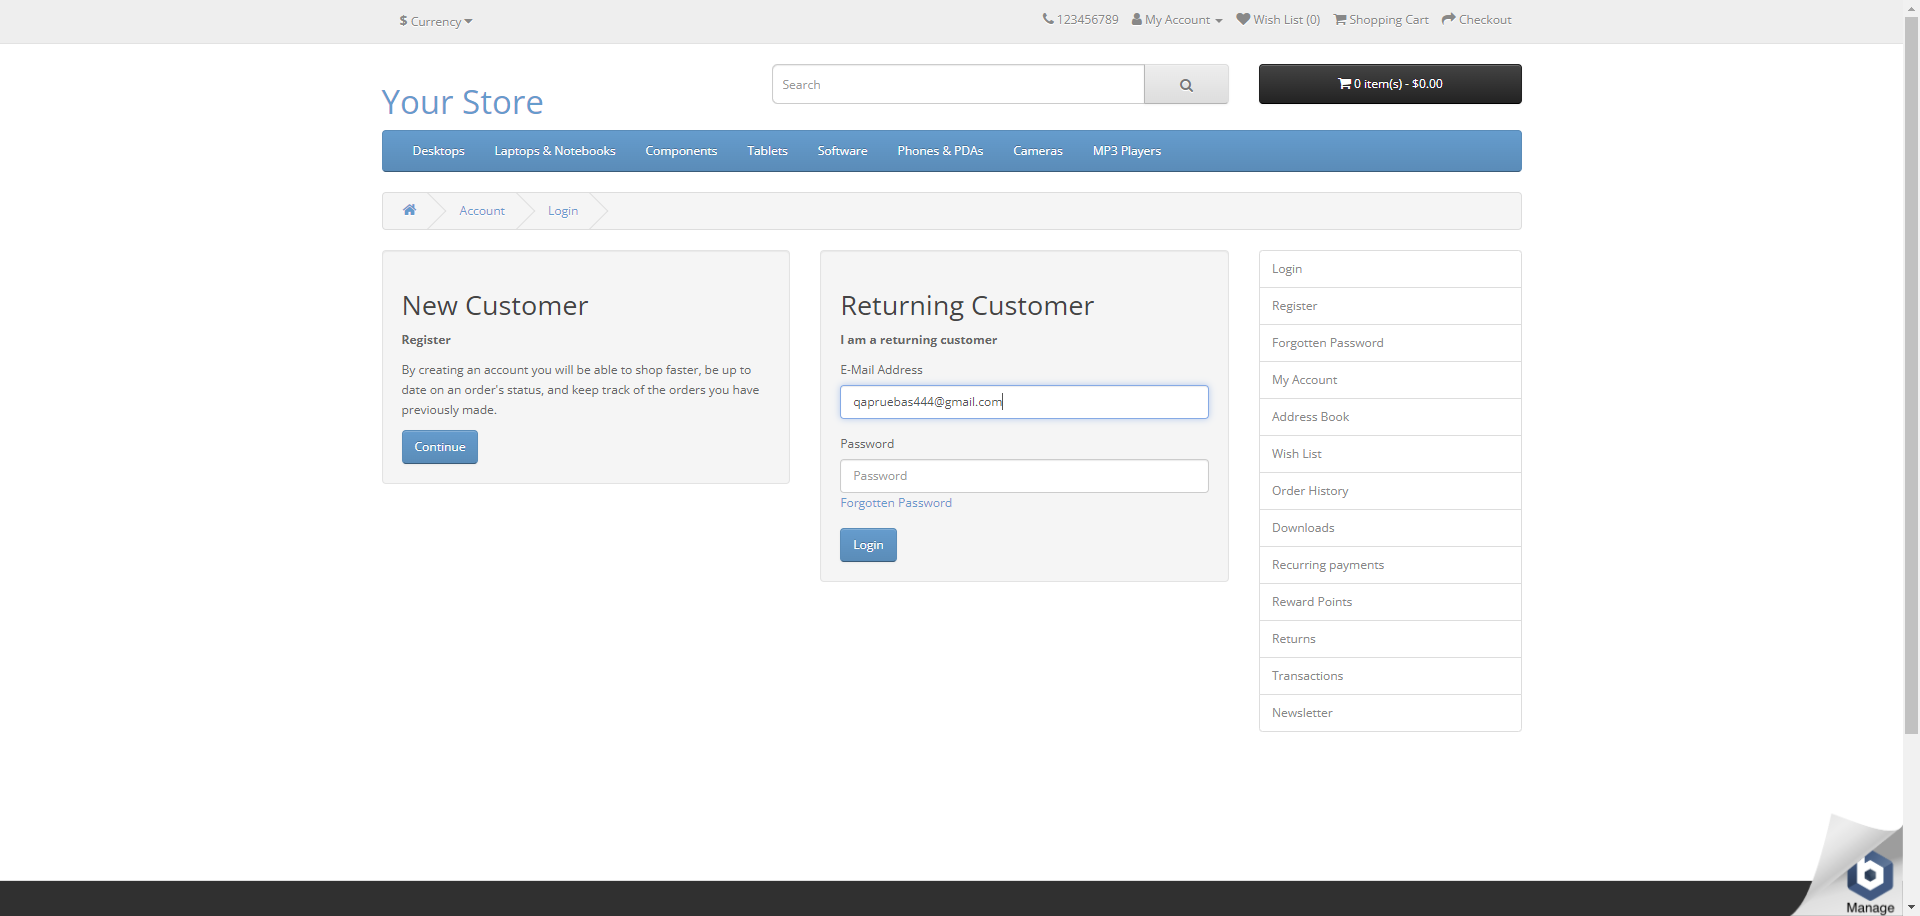 $ Currency
123456789 My Account Wish List (0) Shopping Cart Checkout
Your Store
Search
0 item(s) - $0.00
Desktops Laptops & Notebooks Components Tablets Software Phones & PDAs Cameras MP3 Players
Account Login
New Customer
Register
By creating an account you will be able to shop faster, be up to
date on an order's status, and keep track of the orders you have
previously made.
Continue
Returning Customer
I am a returning customer
E-Mail Address
qapruebas444@gmail.com
Password
Password
Forgotten Password
Login
Login
Register
Forgotten Password
My Account
Address Book
Wish List
Order History
Downloads
Recurring payments
Reward Points
Returns
Transactions
Newsletter
b
Manage